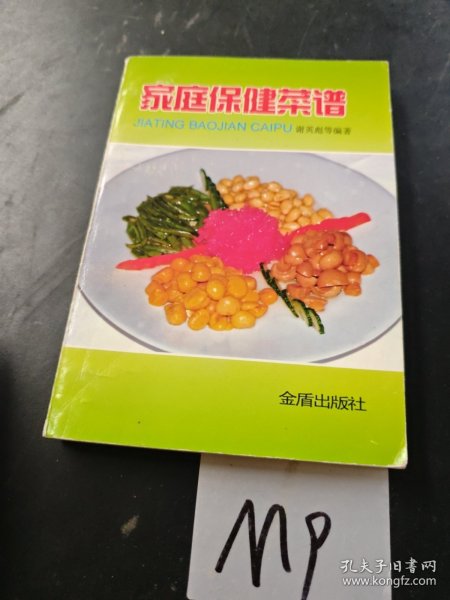 家庭保健菜谱
JIATING BAOJIAN CAIPU 谢英彪等编著
金盾出版社
MP
孔夫子旧书网
www.kongfz.com